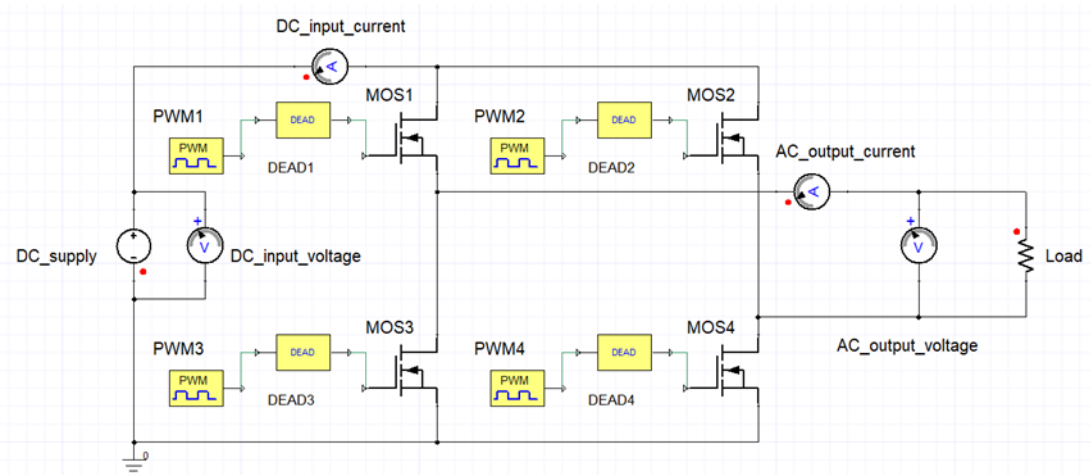 DC_input_current
A
MOS1
MOS2
PWM1
DEAD
PWM2
DEAD
PWM
DEAD1
PWM
DEAD2
AC_output_current
A
+
+
-
DC_supply
+
V
DC_input_voltage
+
V
Load
MOS3
MOS4
PWM3
DEAD
PWM4
DEAD
AC_output_voltage
PWM
DEAD3
PWM
DEAD4
0